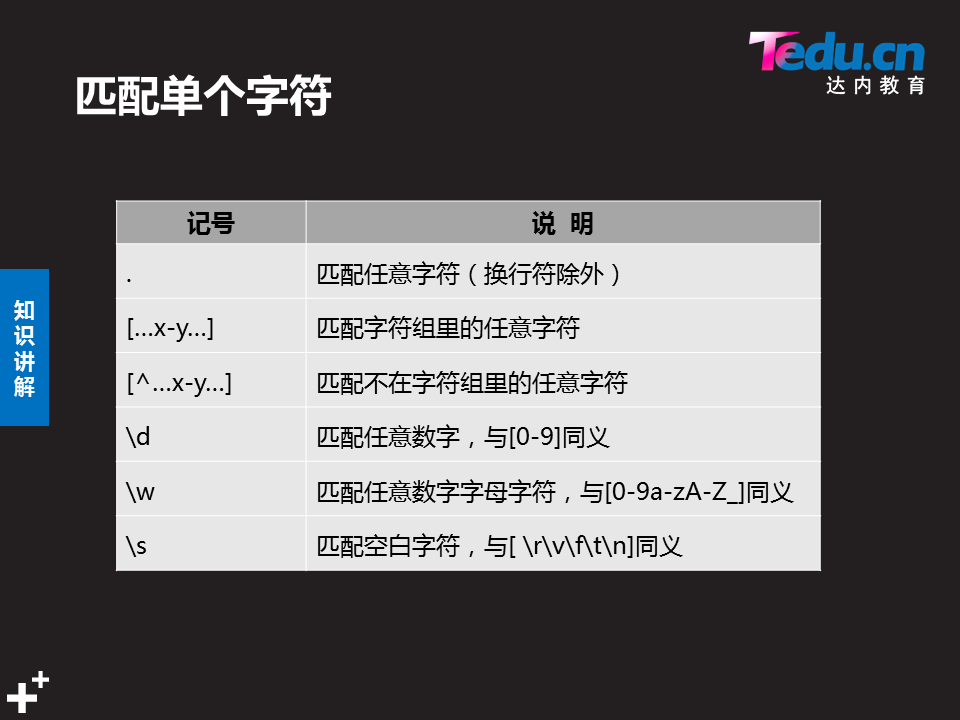 Tedu.cn
达内教育
匹配单个字符
记号 说 明
. 匹配任意字符（换行符除外）
[...x-y...] 匹配字符组里的任意字符
[^...x-y...] 匹配不在字符组里的任意字符
\d 匹配任意数字，与[0-9]同义
\w 匹配任意数字字母字符，与[0-9a-zA-Z_]同义
\s 匹配空白字符，与[ \r\v\f\t\n]同义
知识讲解